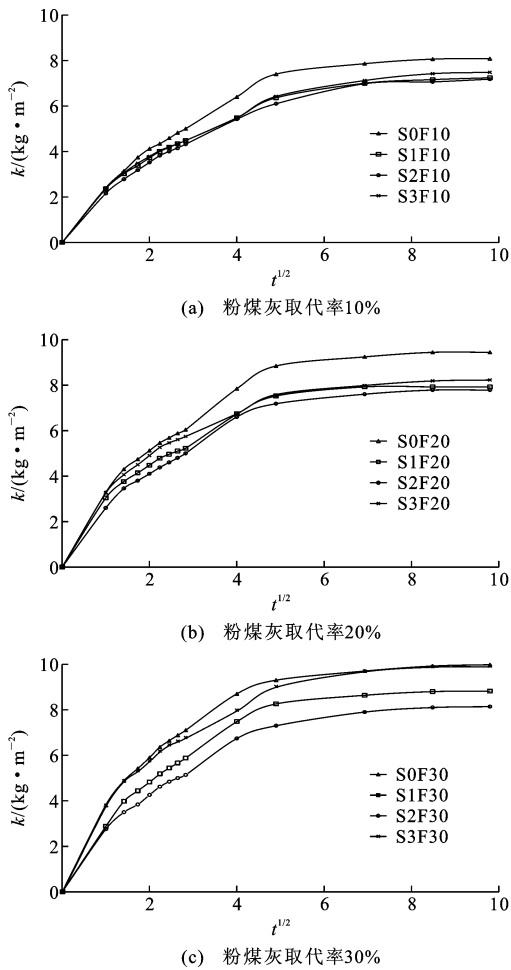 10
8
6
4
2
0
k/(kg•m⁻²)
S0F10
S1F10
S2F10
S3F10
2 4 6 8 10
t^1/2
(a) 粉煤灰取代率10%
10
8
6
4
2
0
k/(kg•m⁻²)
S0F20
S1F20
S2F20
S3F20
2 4 6 8 10
t^1/2
(b) 粉煤灰取代率20%
10
8
6
4
2
0
k/(kg•m⁻²)
S0F30
S1F30
S2F30
S3F30
2 4 6 8 10
t^1/2
(c) 粉煤灰取代率30%